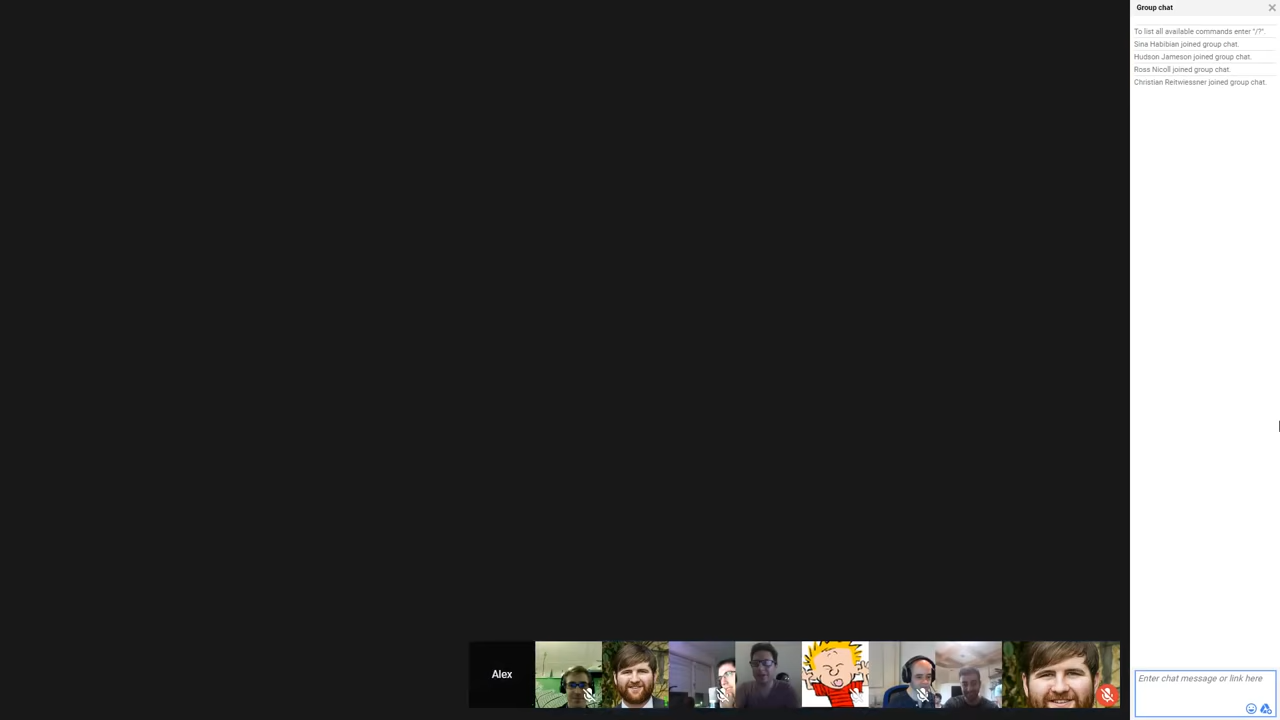 Group chat
To list all available commands enter "/?".
Sina Habibian joined group chat.
Hudson Jameson joined group chat.
Ross Nicoll joined group chat.
Christian Reitwiessner joined group chat.
Alex
Enter chat message or link here